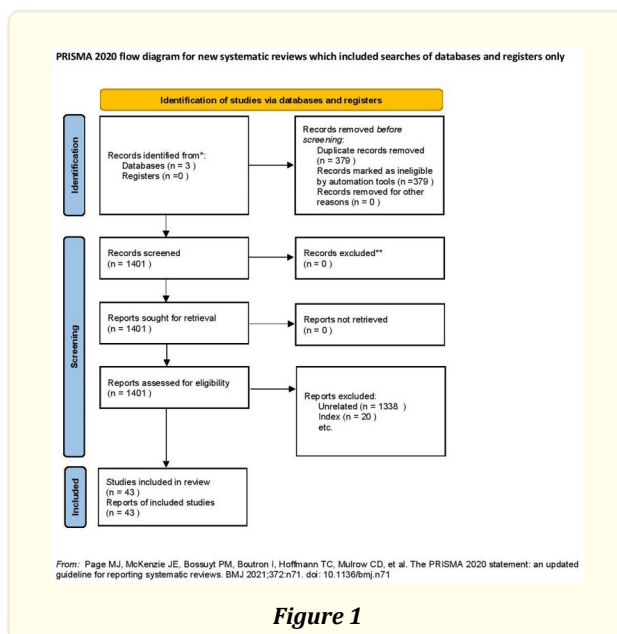 PRISMA 2020 flow diagram for new systematic reviews which included searches of databases and registers only
Identification of studies via databases and registers
Identification
Records identified from*:
Databases (n = 3 )
Registers (n =0 )
Records removed before
screening:
Duplicate records removed
(n = 379 )
Records marked as ineligible
by automation tools (n =379 )
Records removed for other
reasons (n = 0 )
Screening
Records screened
(n = 1401 )
Records excluded**
(n = 0 )
Reports sought for retrieval
(n = 1401 )
Reports not retrieved
(n = 0 )
Reports assessed for eligibility
(n = 1401 )
Reports excluded:
Unrelated (n = 1338 )
Index (n = 20 )
etc.
Included
Studies included in review
(n = 43 )
Reports of included studies
(n = 43 )
From: Page MJ, McKenzie JE, Bossuyt PM, Boutron I, Hoffmann TC, Mulrow CD, et al. The PRISMA 2020 statement: an updated
guideline for reporting systematic reviews. BMJ 2021;372:n71. doi: 10.1136/bmj.n71
Figure 1